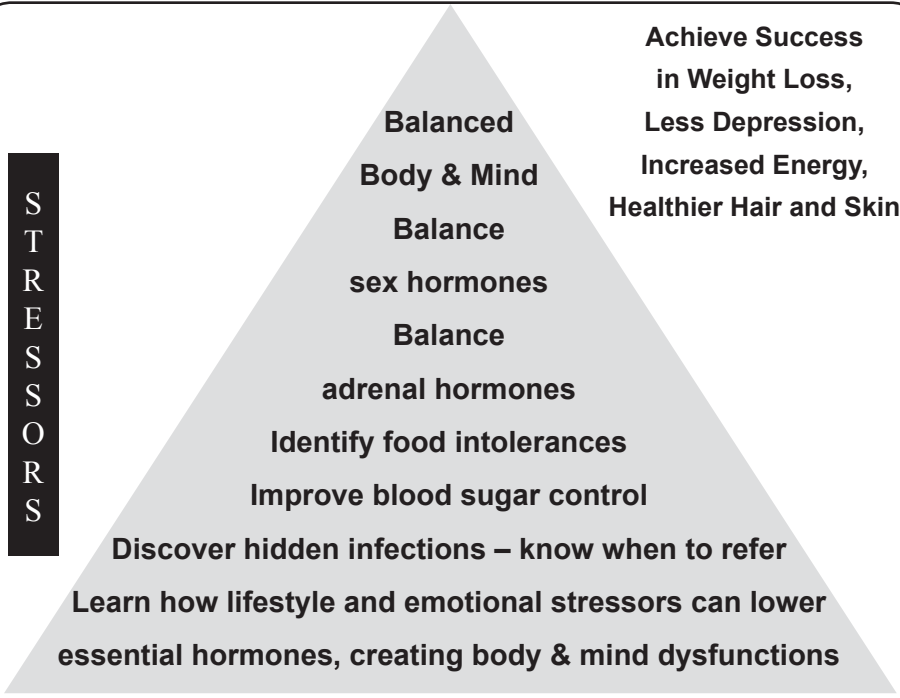 Achieve Success
in Weight Loss,
Less Depression,
Increased Energy,
Healthier Hair and Skin
Balanced
Body & Mind
Balance
sex hormones
Balance
adrenal hormones
Identify food intolerances
Improve blood sugar control
Discover hidden infections – know when to refer
Learn how lifestyle and emotional stressors can lower
essential hormones, creating body & mind dysfunctions
STRESSORS